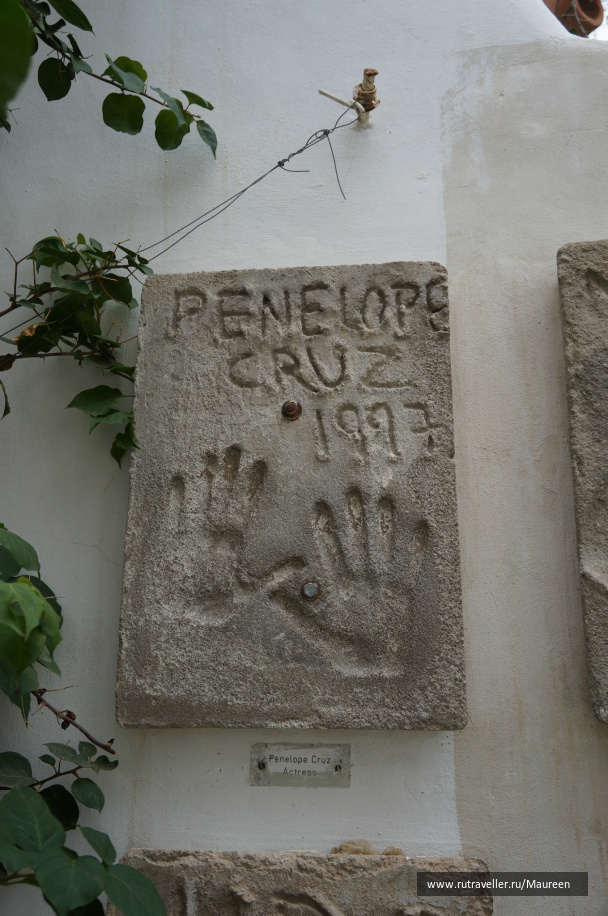 PENELOPE
CRUZ
1997
Penelope Cruz
Actress
www.rutraveller.ru/Maureen